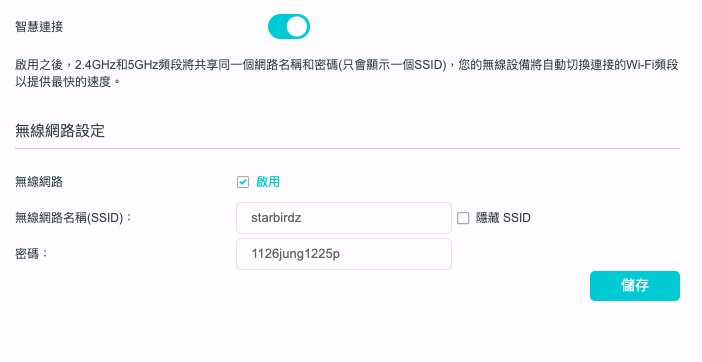 智慧連接
啟用之後，2.4GHz和5GHz頻段將共享同一個網路名稱和密碼(只會顯示一個SSID)，您的無線設備將自動切換連接的Wi-Fi頻段
以提供最快的速度。
無線網路設定
無線網路 啟用
無線網路名稱(SSID)： starbirdz 隱藏 SSID
密碼： 1126jung1225p
儲存